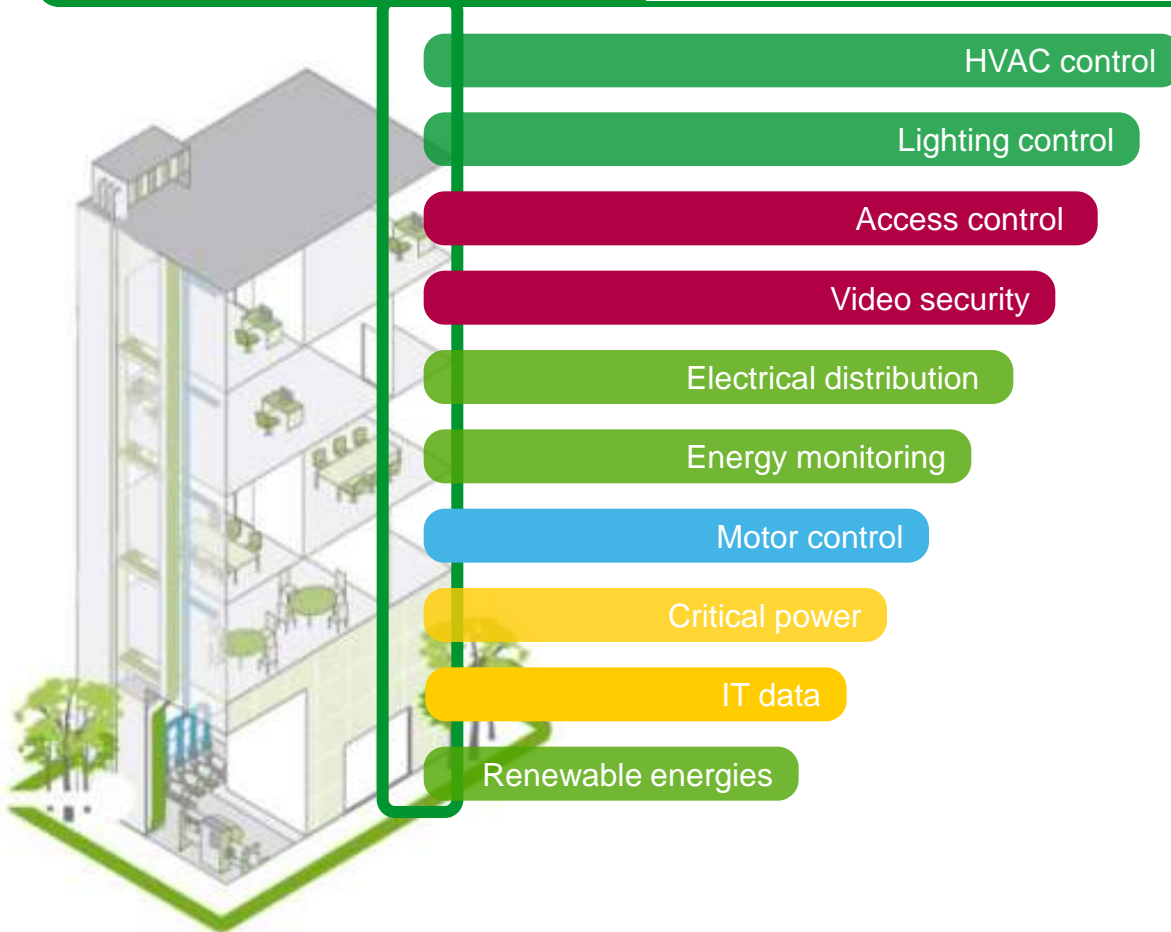 HVAC control
Lighting control
Access control
Video security
Electrical distribution
Energy monitoring
Motor control
Critical power
IT data
Renewable energies